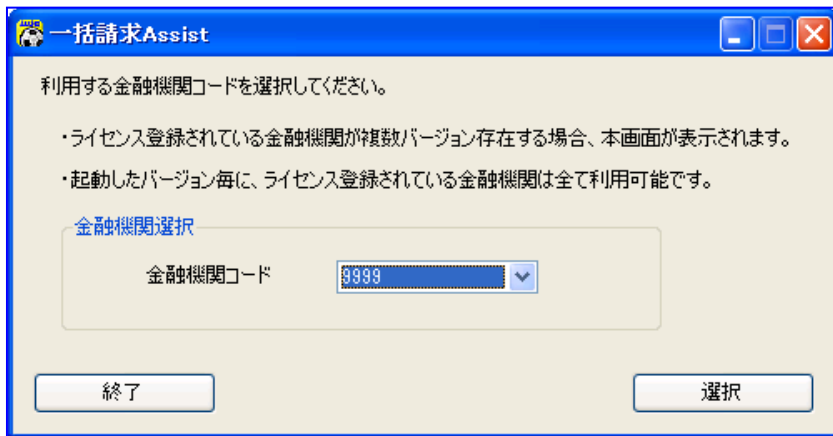 一括請求Assist
利用する金融機関コードを選択してください。
・ライセンス登録されている金融機関が複数バージョン存在する場合、本画面が表示されます。
・起動したバージョン毎に、ライセンス登録されている金融機関は全て利用可能です。
金融機関選択
金融機関コード 9999
終了 選択